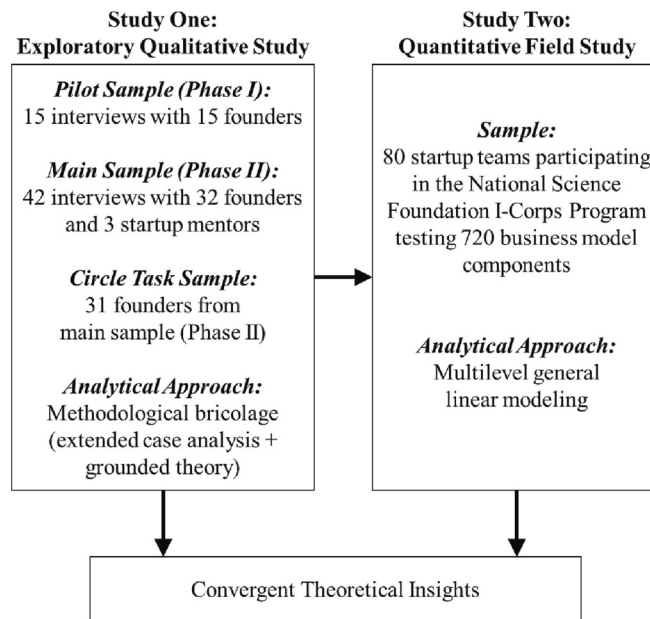 Study One:
Exploratory Qualitative Study
Pilot Sample (Phase I):
15 interviews with 15 founders
Main Sample (Phase II):
42 interviews with 32 founders
and 3 startup mentors
Circle Task Sample:
31 founders from
main sample (Phase II)
Analytical Approach:
Methodological bricolage
(extended case analysis +
grounded theory)
Study Two:
Quantitative Field Study
Sample:
80 startup teams participating
in the National Science
Foundation I-Corps Program
testing 720 business model
components
Analytical Approach:
Multilevel general
linear modeling
Convergent Theoretical Insights